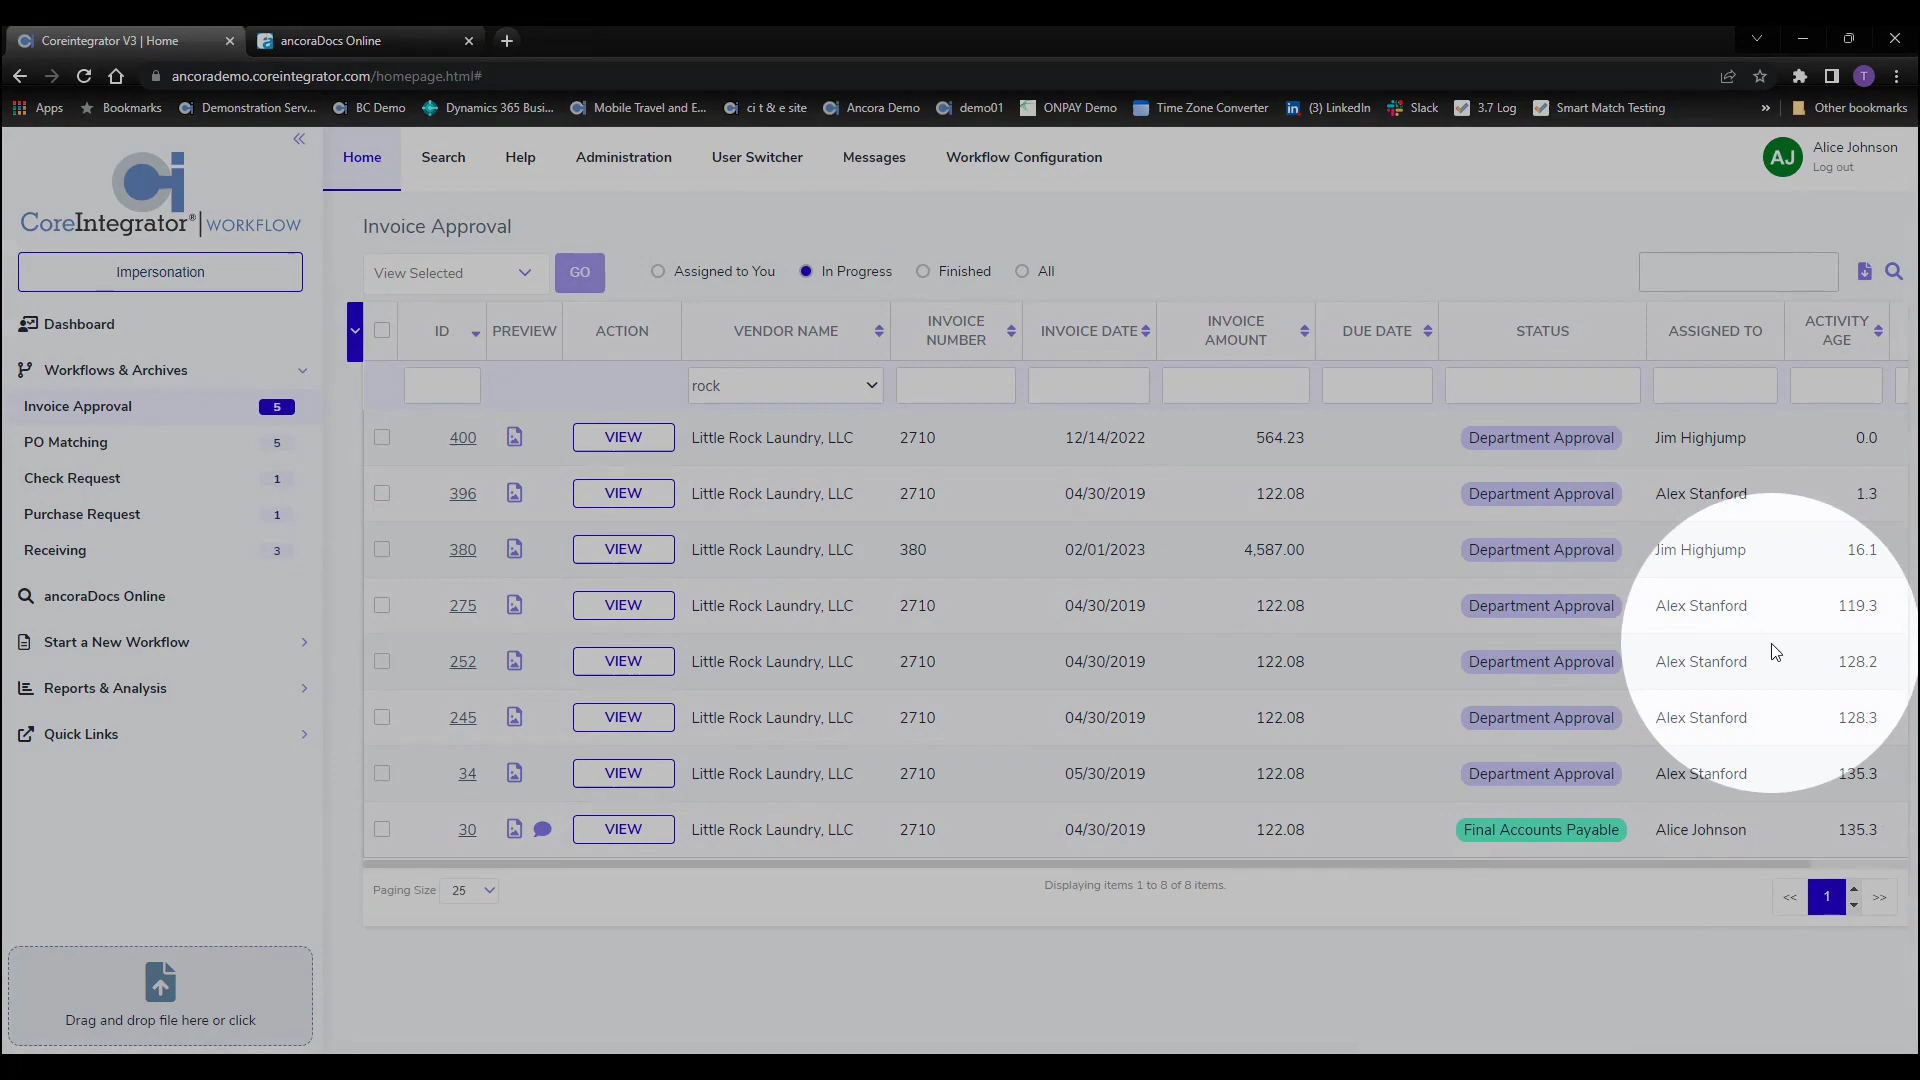 Coreintegrator V3 | Home
ancoraDocs Online
ancorademo.coreintegrator.com/homepage.html#
T
Apps
Bookmarks
Demonstration Serv...
BC Demo
Dynamics 365 Busi...
Mobile Travel and E...
ci t & e site
Ancora Demo
demo01
ONPAY Demo
Time Zone Converter
(3) LinkedIn
Slack
3.7 Log
Smart Match Testing
»
Other bookmarks
CoreIntegrator® | WORKFLOW
Impersonation
Dashboard
Workflows & Archives
Invoice Approval 5
PO Matching 5
Check Request 1
Purchase Request 1
Receiving 3
ancoraDocs Online
Start a New Workflow
Reports & Analysis
Quick Links
Drag and drop file here or click
Home Search Help Administration User Switcher Messages Workflow Configuration
AJ
Alice Johnson
Log out
Invoice Approval
View Selected GO Assigned to You In Progress Finished All
ID PREVIEW ACTION VENDOR NAME INVOICE NUMBER INVOICE DATE INVOICE AMOUNT DUE DATE STATUS ASSIGNED TO ACTIVITY AGE
rock
400 VIEW Little Rock Laundry, LLC 2710 12/14/2022 564.23 Department Approval Jim Highjump 0.0
396 VIEW Little Rock Laundry, LLC 2710 04/30/2019 122.08 Department Approval Alex Stanford 1.3
380 VIEW Little Rock Laundry, LLC 380 02/01/2023 4,587.00 Department Approval Jim Highjump 16.1
275 VIEW Little Rock Laundry, LLC 2710 04/30/2019 122.08 Department Approval Alex Stanford 119.3
252 VIEW Little Rock Laundry, LLC 2710 04/30/2019 122.08 Department Approval Alex Stanford 128.2
245 VIEW Little Rock Laundry, LLC 2710 04/30/2019 122.08 Department Approval Alex Stanford 128.3
34 VIEW Little Rock Laundry, LLC 2710 05/30/2019 122.08 Department Approval Alex Stanford 135.3
30 VIEW Little Rock Laundry, LLC 2710 04/30/2019 122.08 Final Accounts Payable Alice Johnson 135.3
Paging Size 25
Displaying items 1 to 8 of 8 items.
<< 1 >>